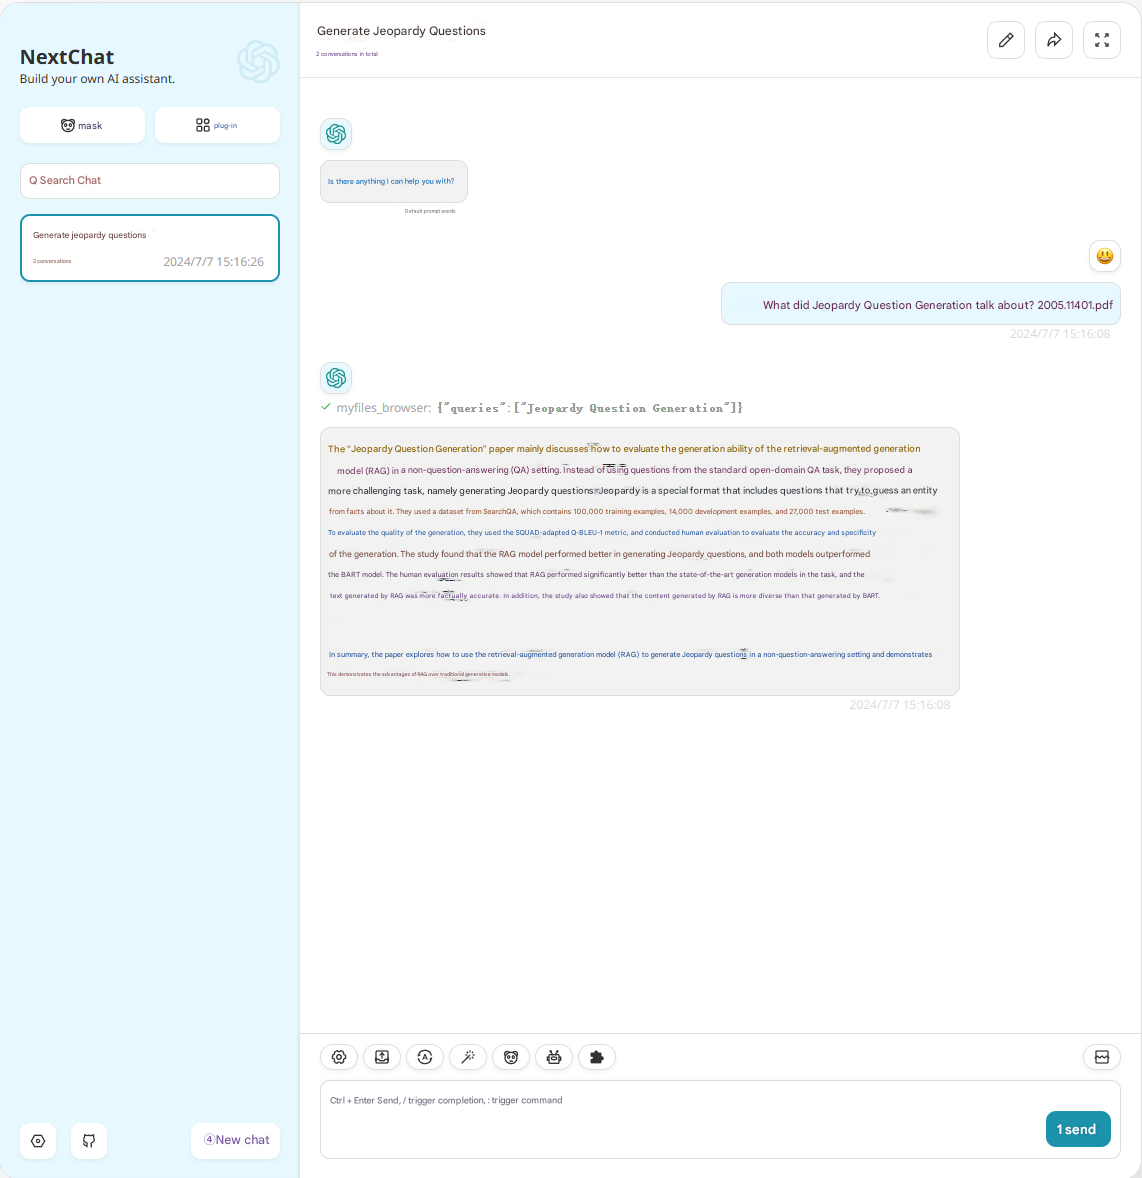 NextChat
Build your own AI assistant.
mask
plug-in
Q Search Chat
Generate jeopardy questions
2 conversations
2024/7/7 15:16:26
④New chat
Generate Jeopardy Questions
2 conversations in total
Is there anything I can help you with?
Default prompt words
What did Jeopardy Question Generation talk about? 2005.11401.pdf
2024/7/7 15:16:08
myfiles_browser: {"queries":["Jeopardy Question Generation"]}
The "Jeopardy Question Generation" paper mainly discusses how to evaluate the generation ability of the retrieval-augmented generation
model (RAG) in a non-question-answering (QA) setting. Instead of using questions from the standard open-domain QA task, they proposed a
more challenging task, namely generating Jeopardy questions Jeopardy is a special format that includes questions that try to guess an entity
from facts about it. They used a dataset from SearchQA, which contains 100,000 training examples, 14,000 development examples, and 27,000 test examples.
To evaluate the quality of the generation, they used the SQUAD-adapted Q-BLEU-1 metric, and conducted human evaluation to evaluate the accuracy and specificity
of the generation. The study found that the RAG model performed better in generating Jeopardy questions, and both models outperformed
the BART model. The human evaluation results showed that RAG performed significantly better than the state-of-the-art generation models in the task, and the
text generated by RAG was more factually accurate. In addition, the study also showed that the content generated by RAG is more diverse than that generated by BART.
In summary, the paper explores how to use the retrieval-augmented generation model (RAG) to generate Jeopardy questions in a non-question-answering setting and demonstrates
This demonstrates the advantages of RAG over traditional generative models.
2024/7/7 15:16:08
Ctrl + Enter Send, / trigger completion, : trigger command
1 send